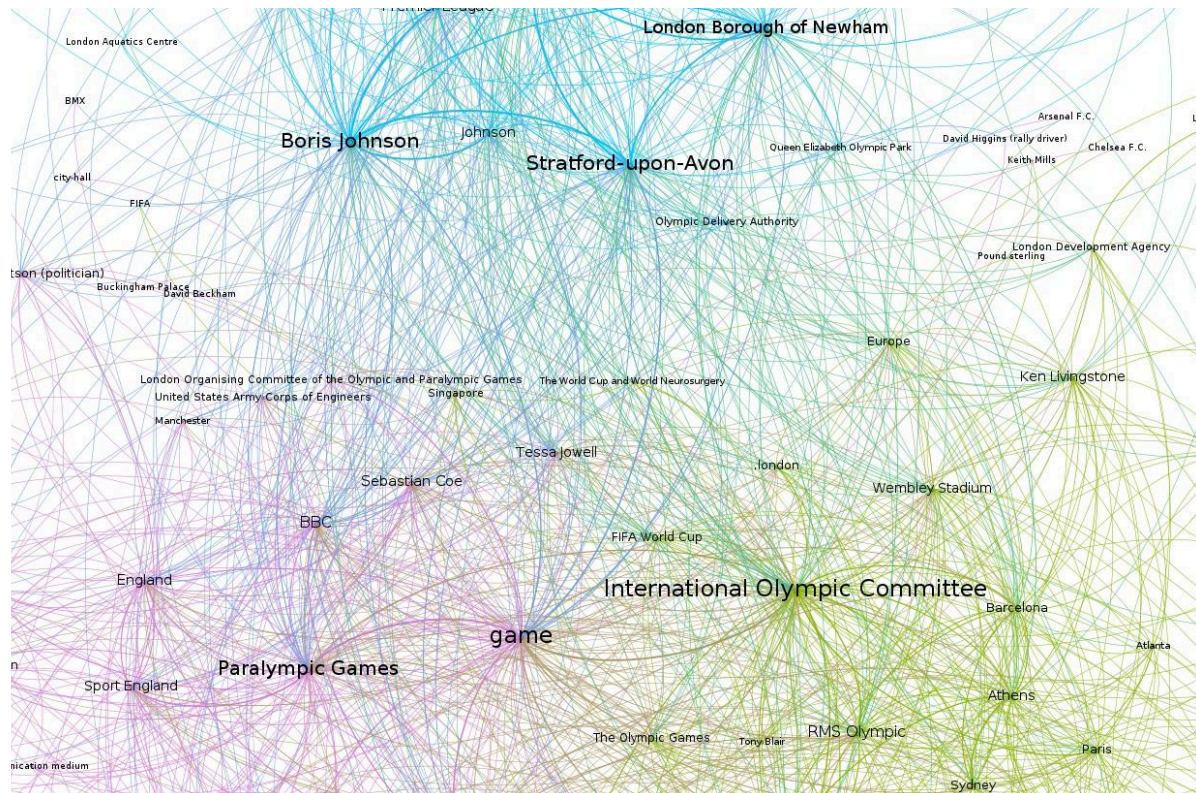 Premier League
London Borough of Newham
London Aquatics Centre
BMX
Arsenal F.C.
Johnson
Boris Johnson
David Higgins (rally driver)
Queen Elizabeth Olympic Park
Chelsea F.C.
Keith Mills
Stratford-upon-Avon
city hall
FIFA
Olympic Delivery Authority
London Development Agency
Pound sterling
tson (politician)
Buckingham Palace
David Beckham
Europe
Ken Livingstone
London Organising Committee of the Olympic and Paralympic Games
The World Cup and World Neurosurgery
Singapore
United States Army Corps of Engineers
Manchester
Tessa Jowell
.london
Sebastian Coe
Wembley Stadium
BBC
FIFA World Cup
England
International Olympic Committee
Barcelona
game
Atlanta
Paralympic Games
Sport England
Athens
RMS Olympic
The Olympic Games
Tony Blair
Paris
nication medium
Sydney